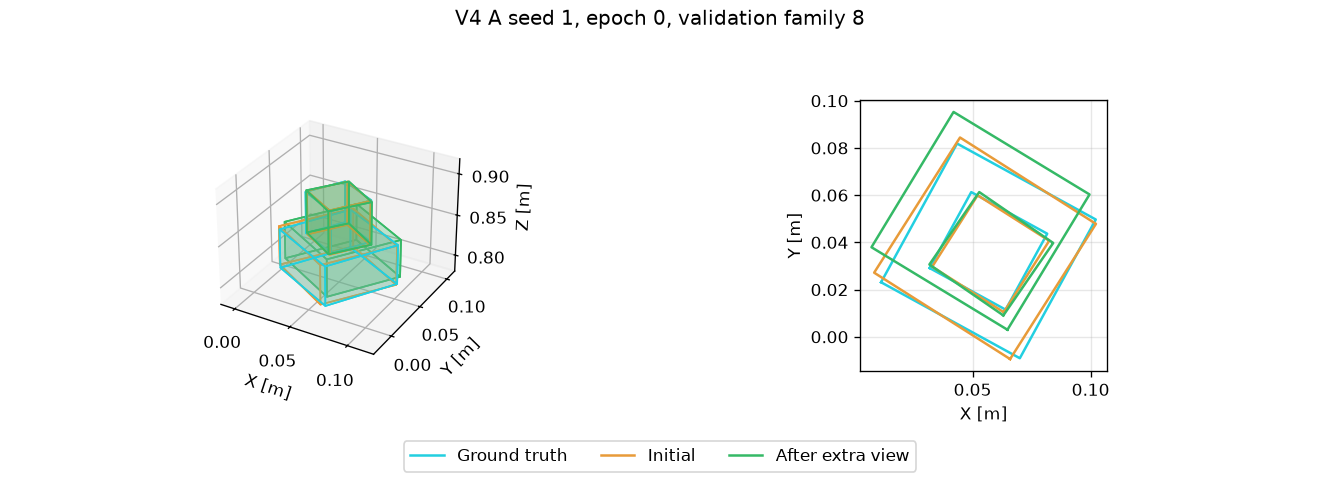 V4 A seed 1, epoch 0, validation family 8
0.90
0.85
0.80
Z [m]
0.10
0.05
0.00
Y [m]
0.00
0.05
0.10
X [m]
0.10
0.08
0.06
0.04
0.02
0.00
Y [m]
0.05
0.10
X [m]
Ground truth
Initial
After extra view